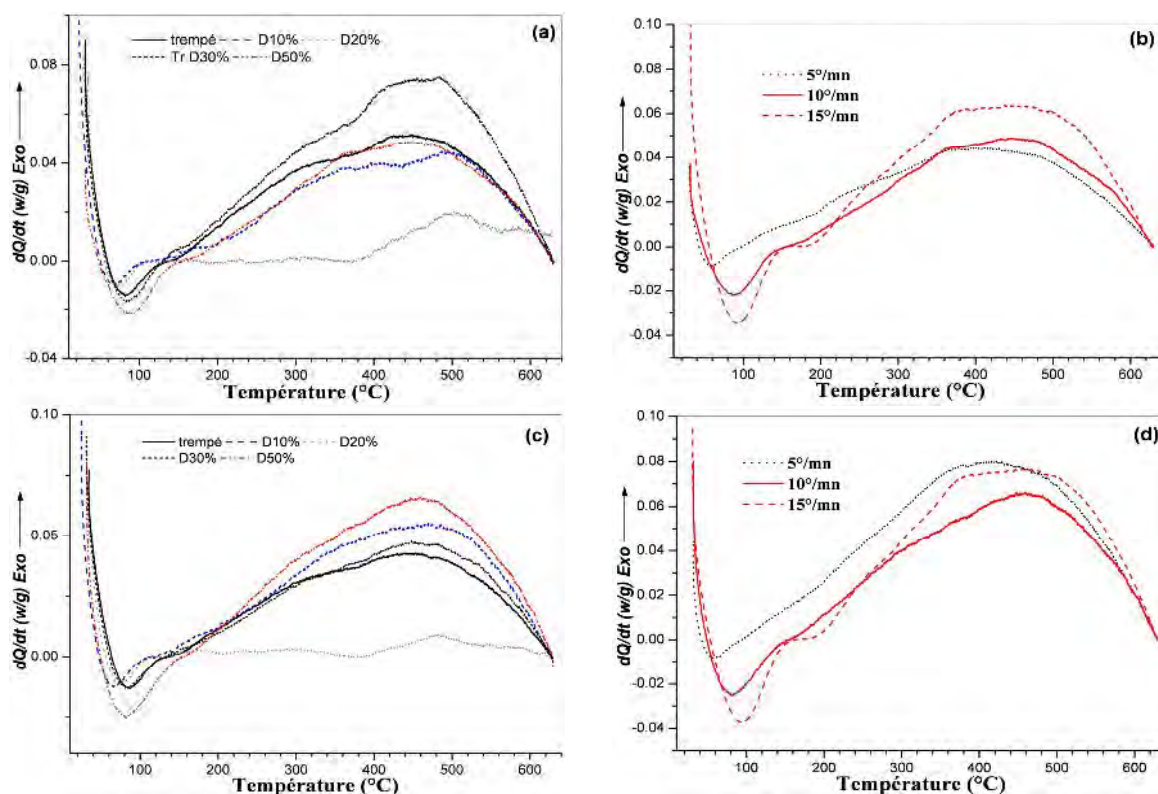 (a)
trempé D10% D20%
Tr D30% D50%
dQ/dt (w/g) Exo
0.08
0.04
0.00
-0.04
100 200 300 400 500 600
Température (°C)
(b)
5°/mn
10°/mn
15°/mn
dQ/dt (w/g) Exo
0.10
0.08
0.06
0.04
0.02
0.00
-0.02
-0.04
100 200 300 400 500 600
Température (°C)
(c)
trempé D10% D20%
D30% D50%
dQ/dt (w/g) Exo
0.10
0.05
0.00
100 200 300 400 500 600
Température (°C)
(d)
5°/mn
10°/mn
15°/mn
dQ/dt (w/g) Exo
0.10
0.08
0.06
0.04
0.02
0.00
-0.02
-0.04
100 200 300 400 500 600
Température (°C)